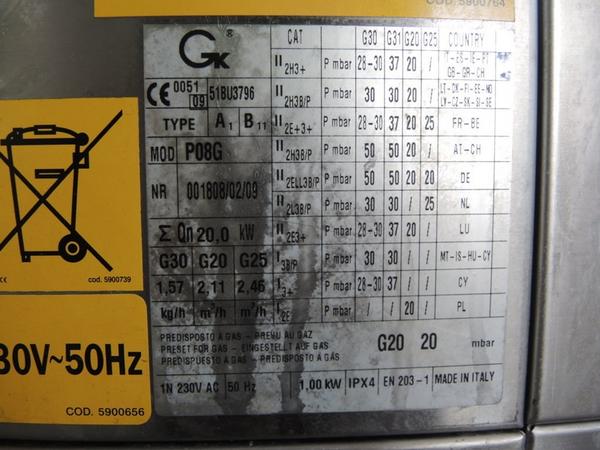 COD. 5900764
GK®
CE 0051 09 51BU3796
TYPE A1 B11
MOD P08G
NR 001808/02/09
Σ Qn 20,0 kW
G30 G20 G25
1,57 2,11 2,46
kg/h m³/h m³/h
CAT G30 G31 G20 G25 COUNTRY
II 2H3+ P mbar 28-30 37 20 / IT-ES-IE-PT GB-GR-CH
II 2H3B/P P mbar 30 30 20 / LT-DK-FI-EE-NO LV-CZ-SK-SI-SE
II 2E+3+ P mbar 28-30 37 20 25 FR-BE
II 2H3B/P P mbar 50 50 20 / AT-CH
II 2ELL3B/P P mbar 50 50 20 20 DE
II 2L3B/P P mbar 30 30 / 25 NL
II 2E3+ P mbar 28-30 37 20 / LU
I 3B/P P mbar 30 30 / / MT-IS-HU-CY
I 3+ P mbar 28-30 37 / / CY
I 2E P mbar / / 20 / PL
PREDISPOSTO A GAS - PREVU AU GAZ
PRESET FOR GAS - EINGESTELLT AUF GAS
PREDISPUESTO A GAS -
G20 20 mbar
1N 230V AC 50 Hz 1,00 kW IPX4 EN 203-1 MADE IN ITALY
cod. 5900739
30V~50Hz
COD. 5900656